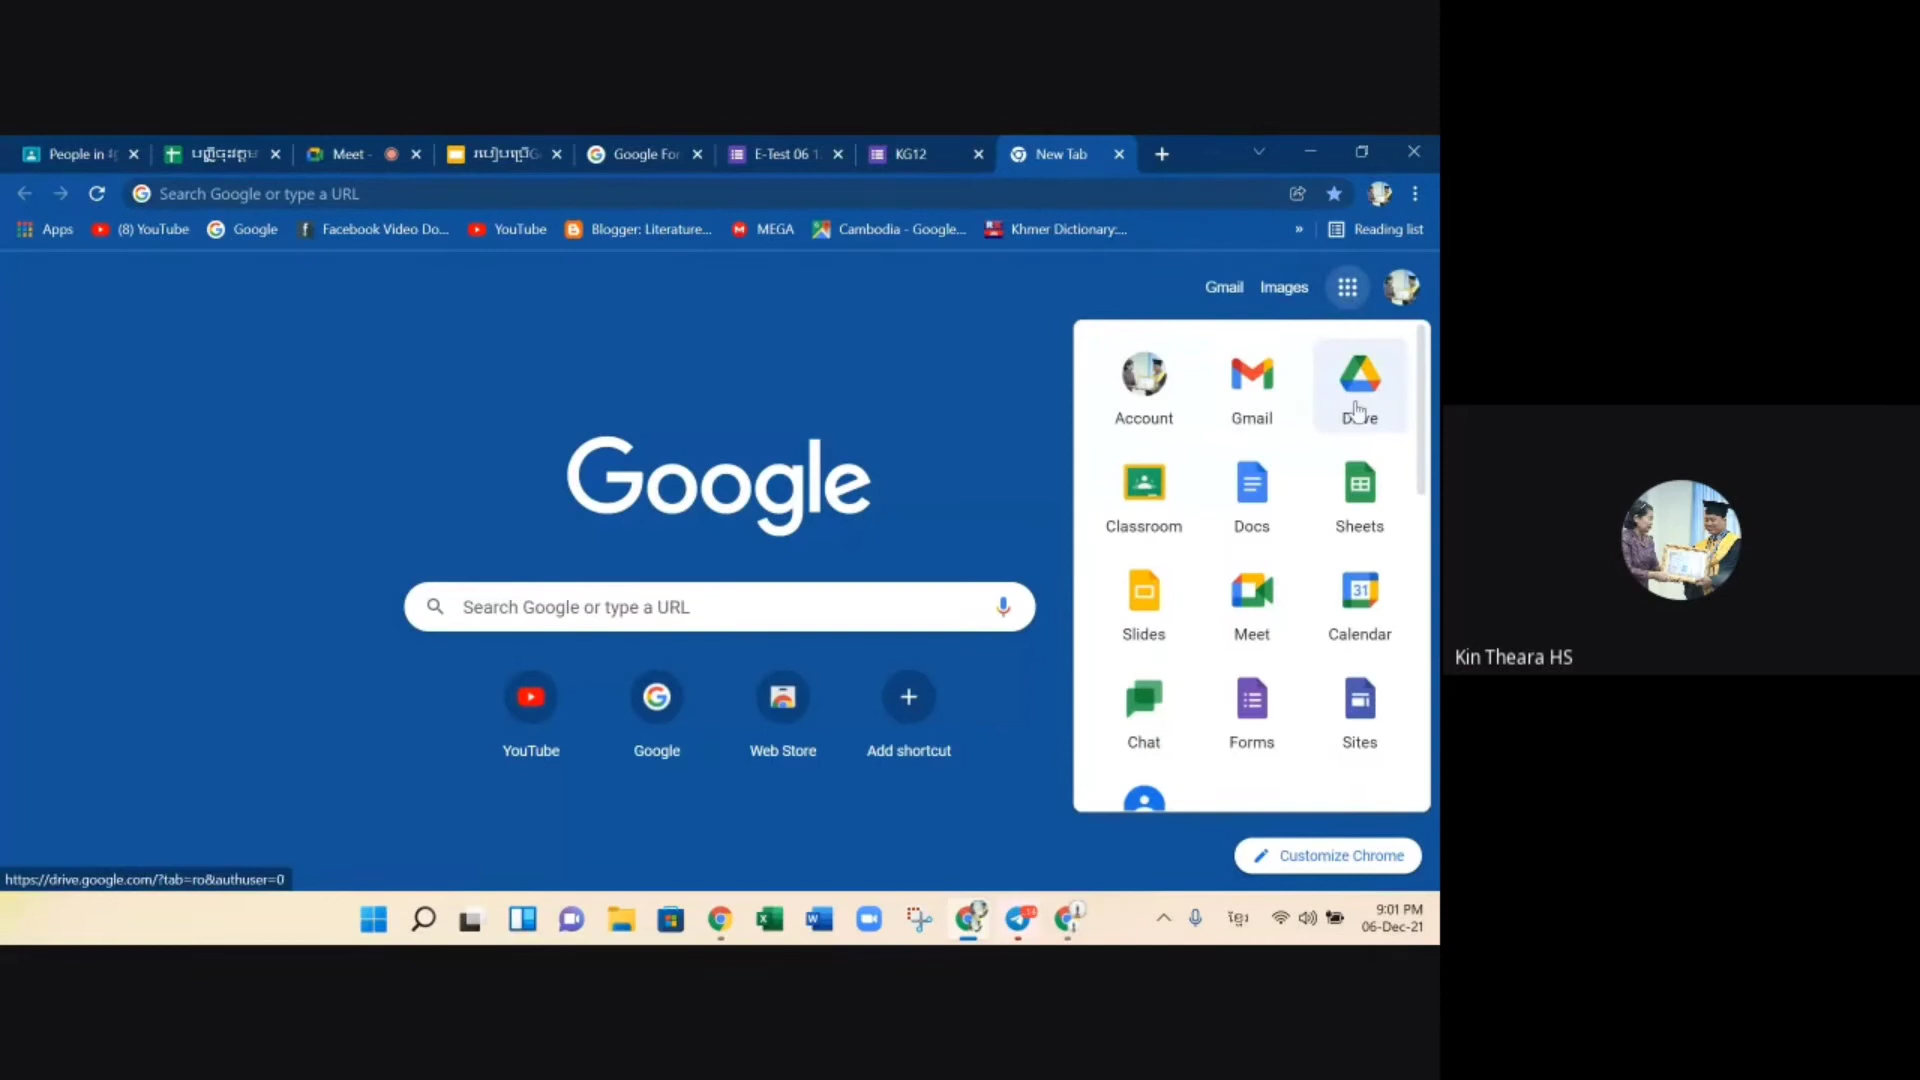 People in
Meet -
Google For
E-Test 06 1
KG12
New Tab
Search Google or type a URL
Apps
(8) YouTube
Google
Facebook Video Do...
YouTube
Blogger: Literature...
MEGA
Cambodia - Google...
Khmer Dictionary:...
»
Reading list
Gmail
Images
Account
Gmail
Classroom
Docs
Sheets
Google
Search Google or type a URL
Slides
Meet
Calendar
31
Kin Theara HS
YouTube
Google
Web Store
Add shortcut
Chat
Forms
Sites
Customize Chrome
https://drive.google.com/?tab=ro&authuser=0
9:01 PM
06-Dec-21